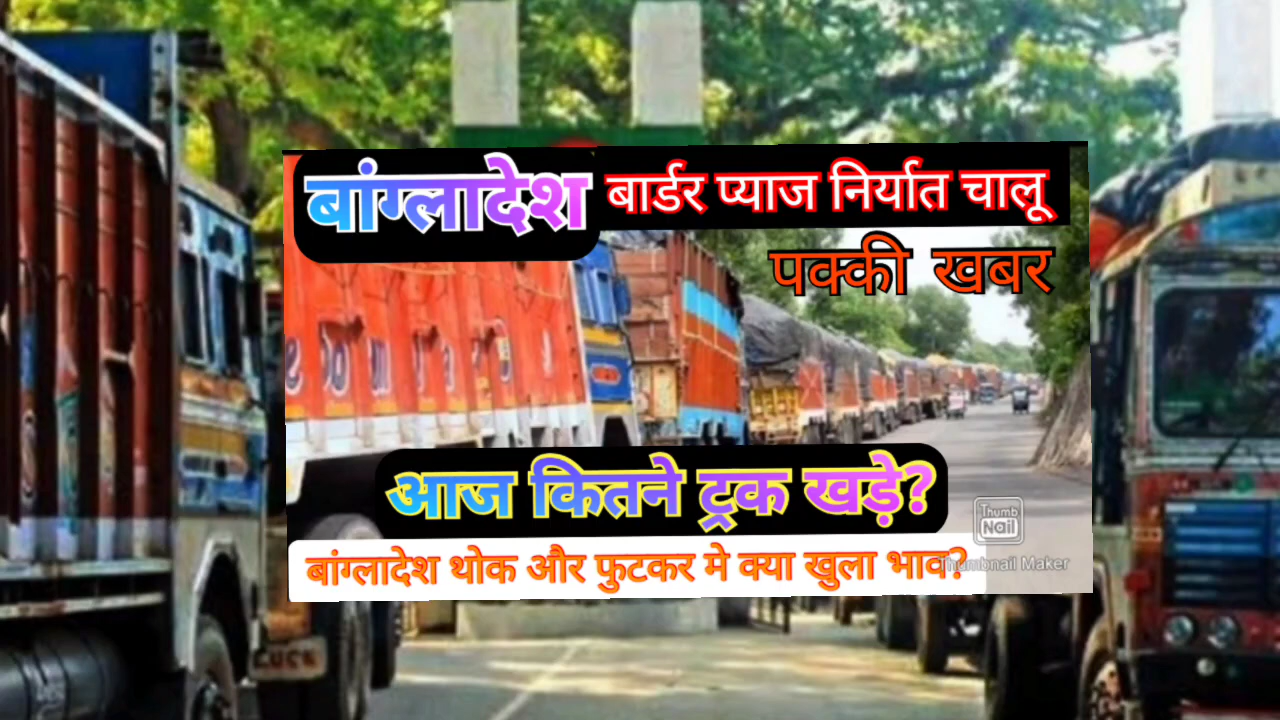 बांग्लादेश बार्डर प्याज निर्यात चालू
पक्की खबर
आज कितने ट्रक खड़े?
Thumb
Nail
Thumbnail Maker
बांग्लादेश थोक और फुटकर मे क्या खुला भाव?